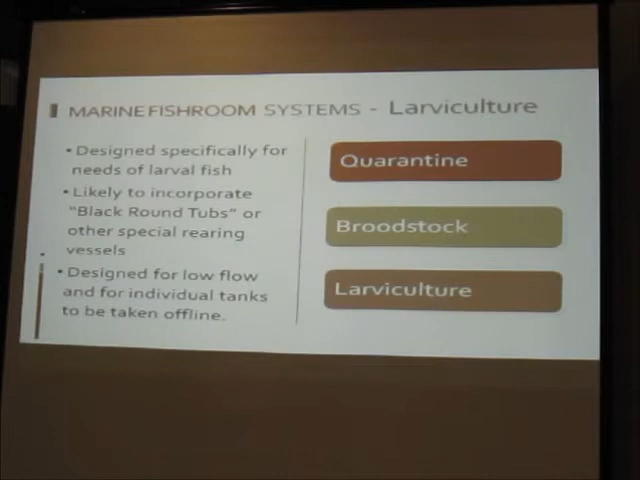 MARINE FISHROOM SYSTEMS - Larviculture
• Designed specifically for
needs of larval fish
• Likely to incorporate
"Black Round Tubs" or
other special rearing
vessels
• Designed for low flow
and for individual tanks
to be taken offline.
Quarantine
Broodstock
Larviculture